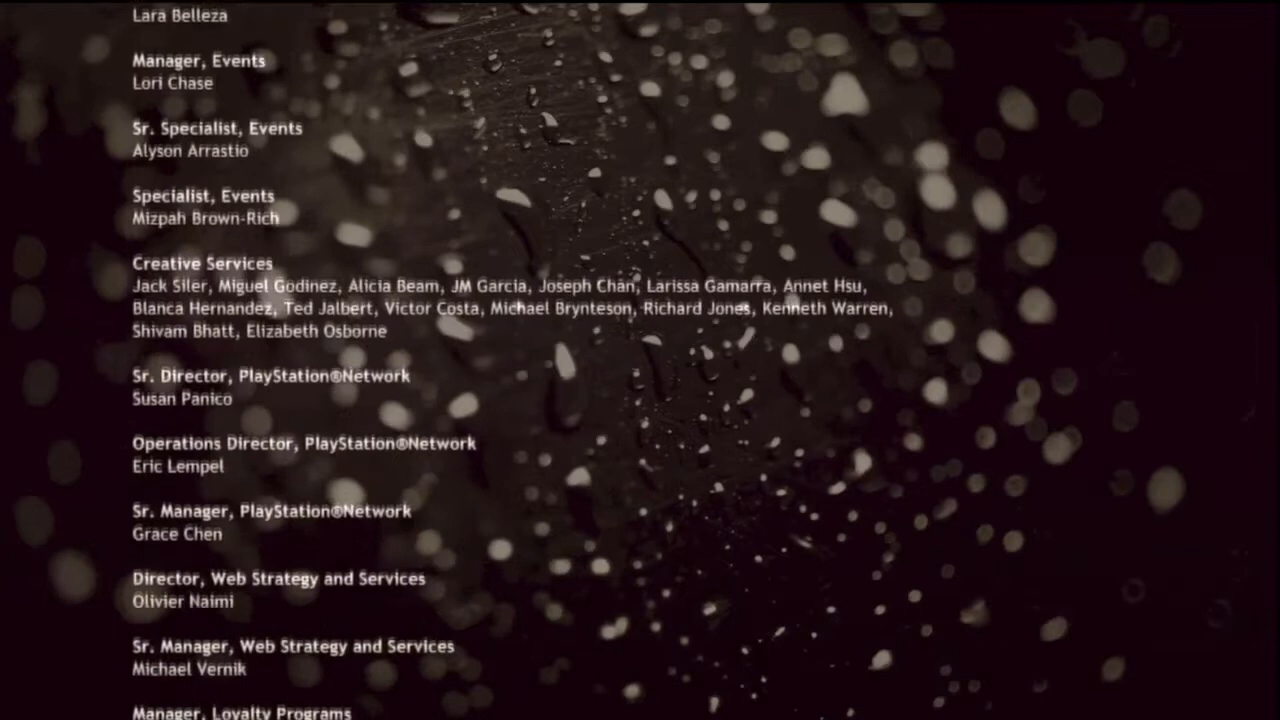 Lara Belleza
Manager, Events
Lori Chase
Sr. Specialist, Events
Alyson Arrastio
Specialist, Events
Mizpah Brown-Rich
Creative Services
Jack Siler, Miguel Godinez, Alicia Beam, JM Garcia, Joseph Chan, Larissa Gamarra, Annet Hsu,
Blanca Hernandez, Ted Jalbert, Victor Costa, Michael Brynteson, Richard Jones, Kenneth Warren,
Shivam Bhatt, Elizabeth Osborne
Sr. Director, PlayStation®Network
Susan Panico
Operations Director, PlayStation®Network
Eric Lempel
Sr. Manager, PlayStation®Network
Grace Chen
Director, Web Strategy and Services
Olivier Naimi
Sr. Manager, Web Strategy and Services
Michael Vernik
Manager, Loyalty Programs